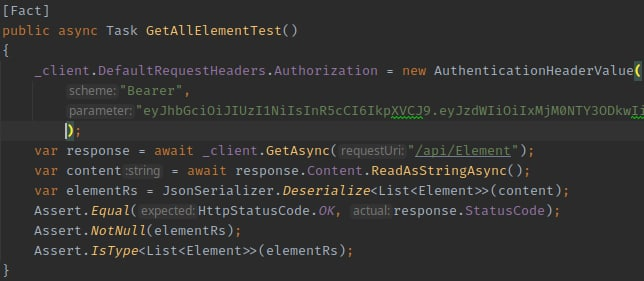 [Fact]
public async Task GetAllElementTest()
{
_client.DefaultRequestHeaders.Authorization = new AuthenticationHeaderValue(
scheme: "Bearer",
parameter: "eyJhbGciOiJIUzI1NiIsInR5cCI6IkpXVCJ9.eyJzdWIiOiIxMjM0NTY3ODkwIi
);
var response = await _client.GetAsync( requestUri: "/api/Element");
var content :string = await response.Content.ReadAsStringAsync();
var elementRs = JsonSerializer.Deserialize<List<Element>>(content);
Assert.Equal( expected: HttpStatusCode.OK, actual: response.StatusCode);
Assert.NotNull(elementRs);
Assert.IsType<List<Element>>(elementRs);
}